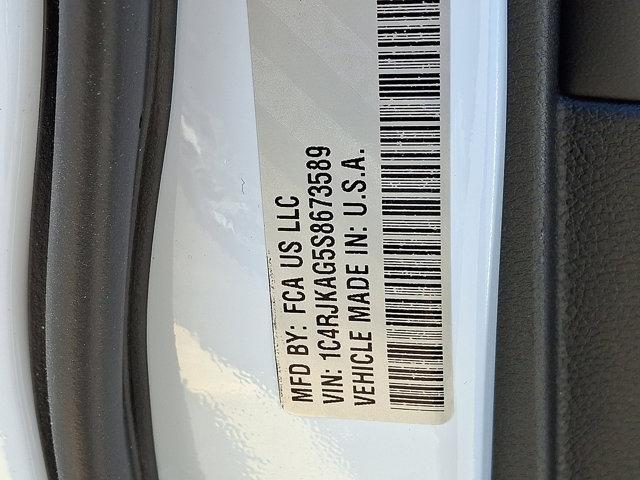 MFD BY: FCA US LLC
VIN: 1C4RJKAG5S8673589
VEHICLE MADE IN: U.S.A.